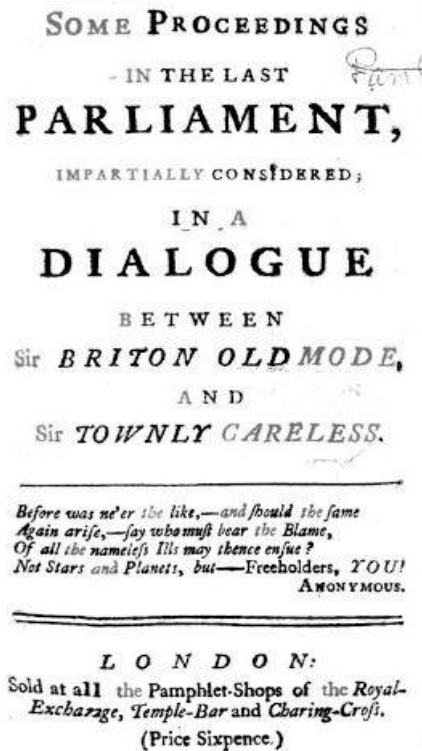 SOME PROCEEDINGS
IN THE LAST
PARLIAMENT,
IMPARTIALLY CONSIDERED;
IN A
DIALOGUE
BETWEEN
Sir BRITON OLDMODE,
AND
Sir TOWNLY CARELESS.
Before was ne'er the like,—and ſhould the ſame
Again ariſe,—ſay who muſt bear the Blame,
Of all the nameleſs Ills may thence enſue?
Not Stars and Planets, but—Freeholders, YOU!
ANONYMOUS.
LONDON:
Sold at all the Pamphlet-Shops of the Royal-
Exchange, Temple-Bar and Charing-Croſs.
(Price Sixpence.)